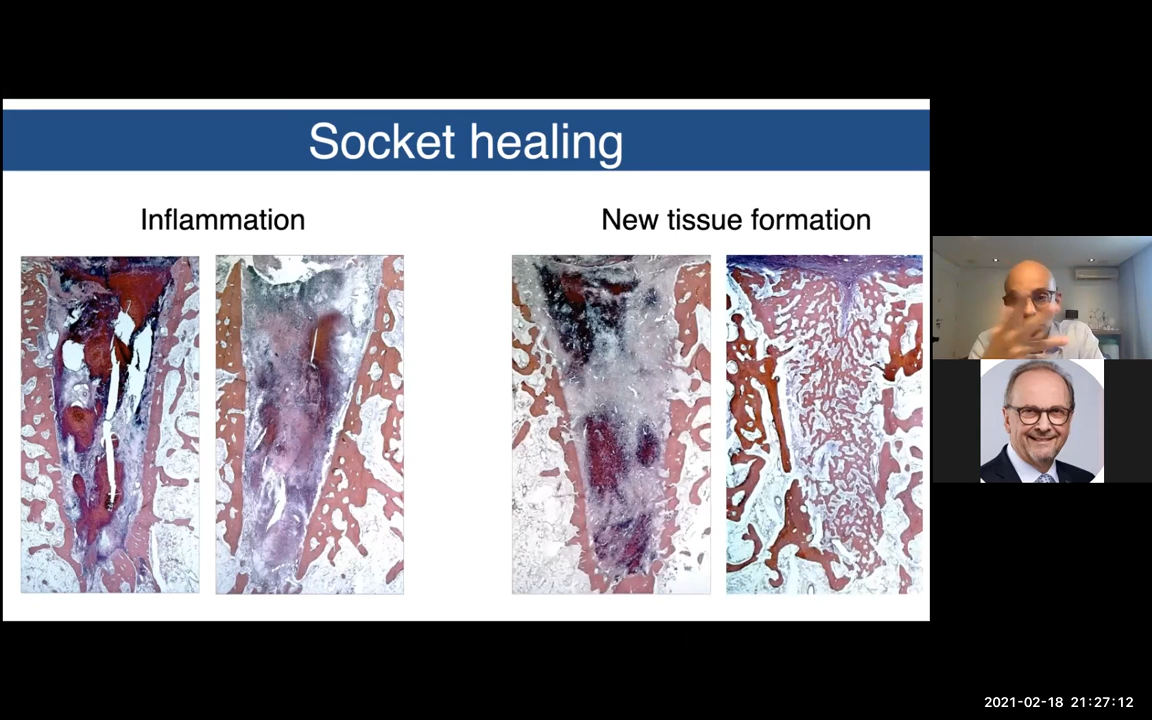 Socket healing
Inflammation
New tissue formation
2021-02-18 21:27:12